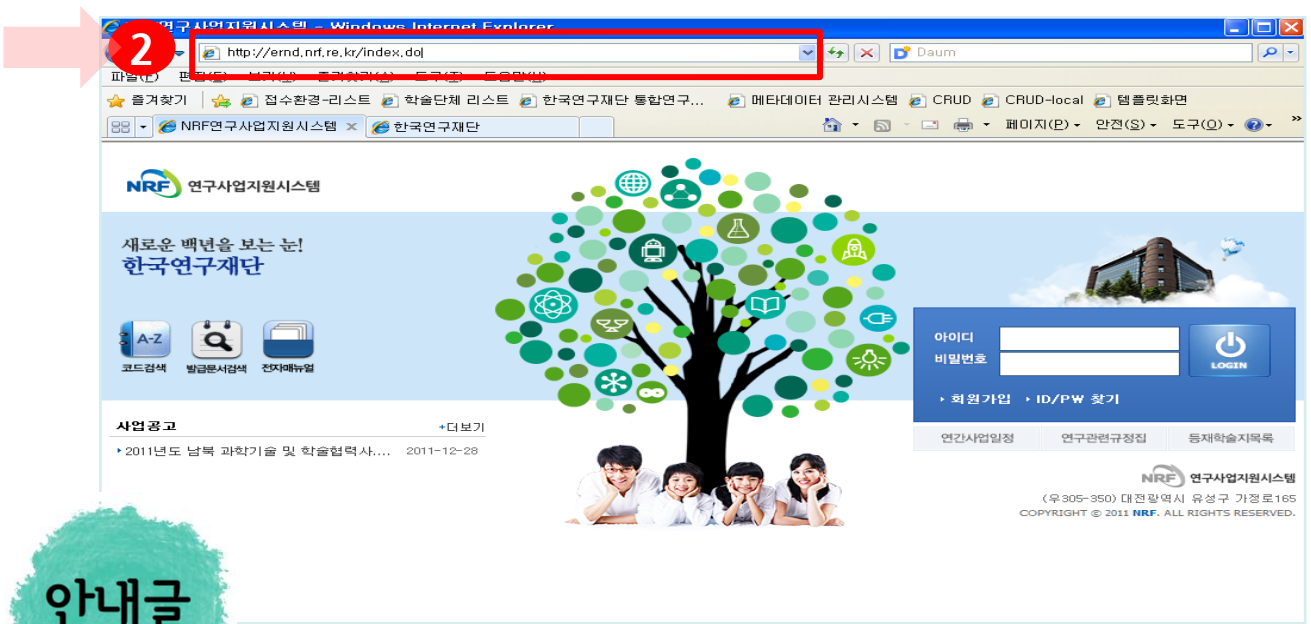 2
연구사업지원시스템 - Windows Internet Explorer
http://ernd.nrf.re.kr/index.do
Daum
즐겨찾기 접수환경-리스트 학술단체 리스트 한국연구재단 통합연구... 메타데이터 관리시스템 CRUD CRUD-local 템플릿화면
NRF연구사업지원시스템 한국연구재단 페이지(P) 안전(S) 도구(O) »
NRF 연구사업지원시스템
새로운 백년을 보는 눈!
한국연구재단
A-Z
코드검색 발급문서검색 전자매뉴얼
아이디
비밀번호
LOGIN
회원가입 ID/PW 찾기
사업공고 +더보기
2011년도 남북 과학기술 및 학술협력사.... 2011-12-28
연간사업일정 연구관련규정집 등재학술지목록
NRF 연구사업지원시스템
(우305-350) 대전광역시 유성구 가정로165
COPYRIGHT © 2011 NRF. ALL RIGHTS RESERVED.
안내글